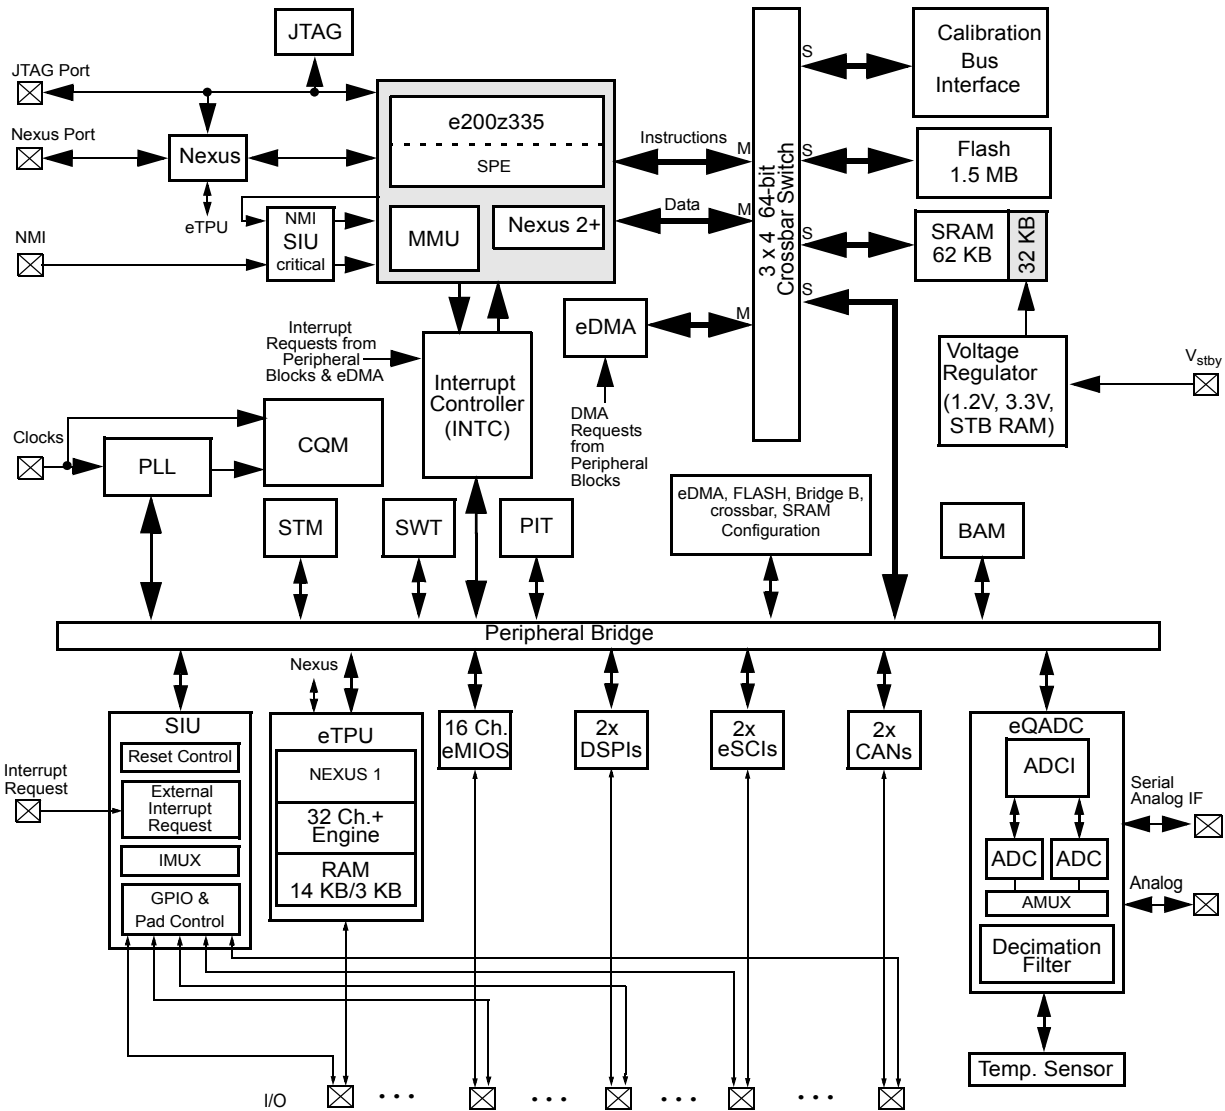 JTAG
JTAG Port
Nexus Port
Nexus
eTPU
NMI
NMI
SIU
critical
e200z335
SPE
MMU
Nexus 2+
Instructions
M
Data
M
M
3 x 4 64-bit
Crossbar Switch
S
S
S
S
Calibration
Bus
Interface
Flash
1.5 MB
SRAM
62 KB
32 KB
eDMA
DMA
Requests
from
Peripheral
Blocks
Voltage
Regulator
(1.2V, 3.3V,
STB RAM)
Vstby
Interrupt
Requests from
Peripheral
Blocks & eDMA
Interrupt
Controller
(INTC)
Clocks
PLL
CQM
STM
SWT
PIT
eDMA, FLASH, Bridge B,
crossbar, SRAM
Configuration
BAM
Peripheral Bridge
SIU
Reset Control
External
Interrupt
Request
IMUX
GPIO &
Pad Control
Interrupt
Request
Nexus
eTPU
NEXUS 1
32 Ch.+
Engine
RAM
14 KB/3 KB
16 Ch.
eMIOS
2x
DSPIs
2x
eSCIs
2x
CANs
eQADC
ADCI
ADC
ADC
AMUX
Decimation
Filter
Serial
Analog IF
Analog
Temp. Sensor
I/O